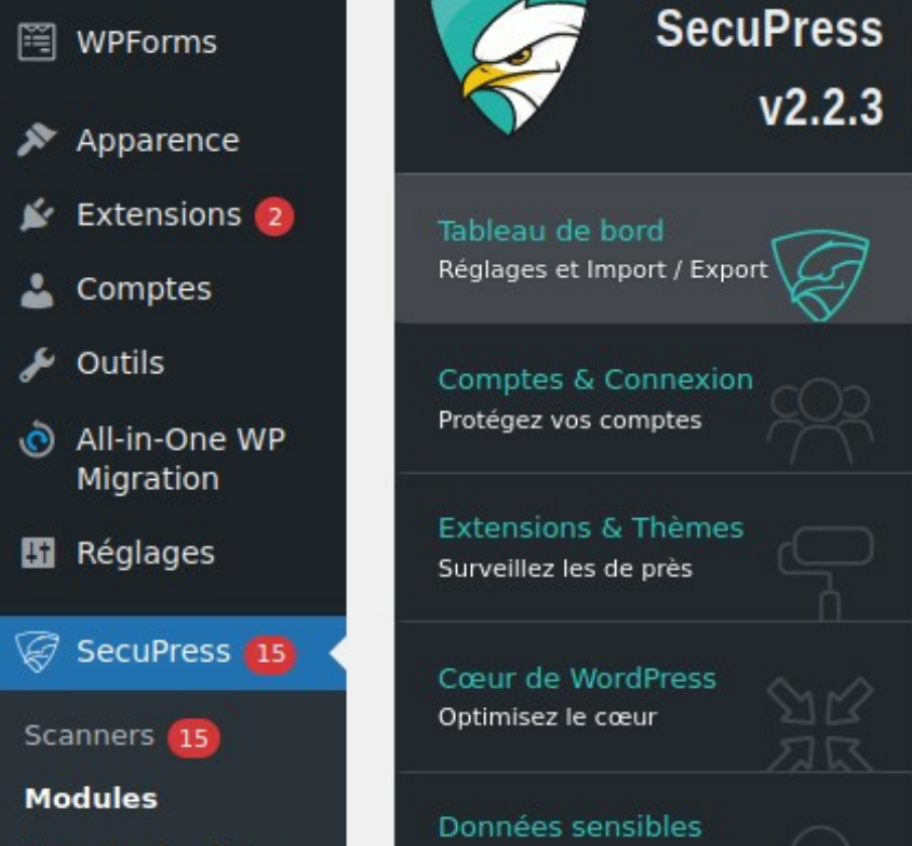 WPForms
Apparence
Extensions 2
Comptes
Outils
All-in-One WP
Migration
Réglages
SecuPress 15
Scanners 15
Modules
SecuPress
v2.2.3
Tableau de bord
Réglages et Import / Export
Comptes & Connexion
Protégez vos comptes
Extensions & Thèmes
Surveillez les de près
Cœur de WordPress
Optimisez le cœur
Données sensibles